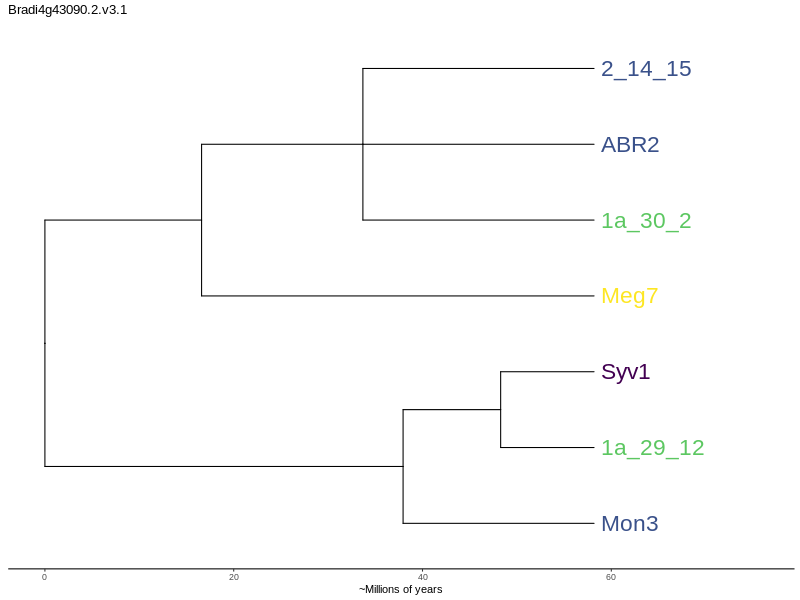 Bradi4g43090.2.v3.1
2_14_15
ABR2
1a_30_2
Meg7
Syv1
1a_29_12
Mon3
0 20 40 60
~Millions of years